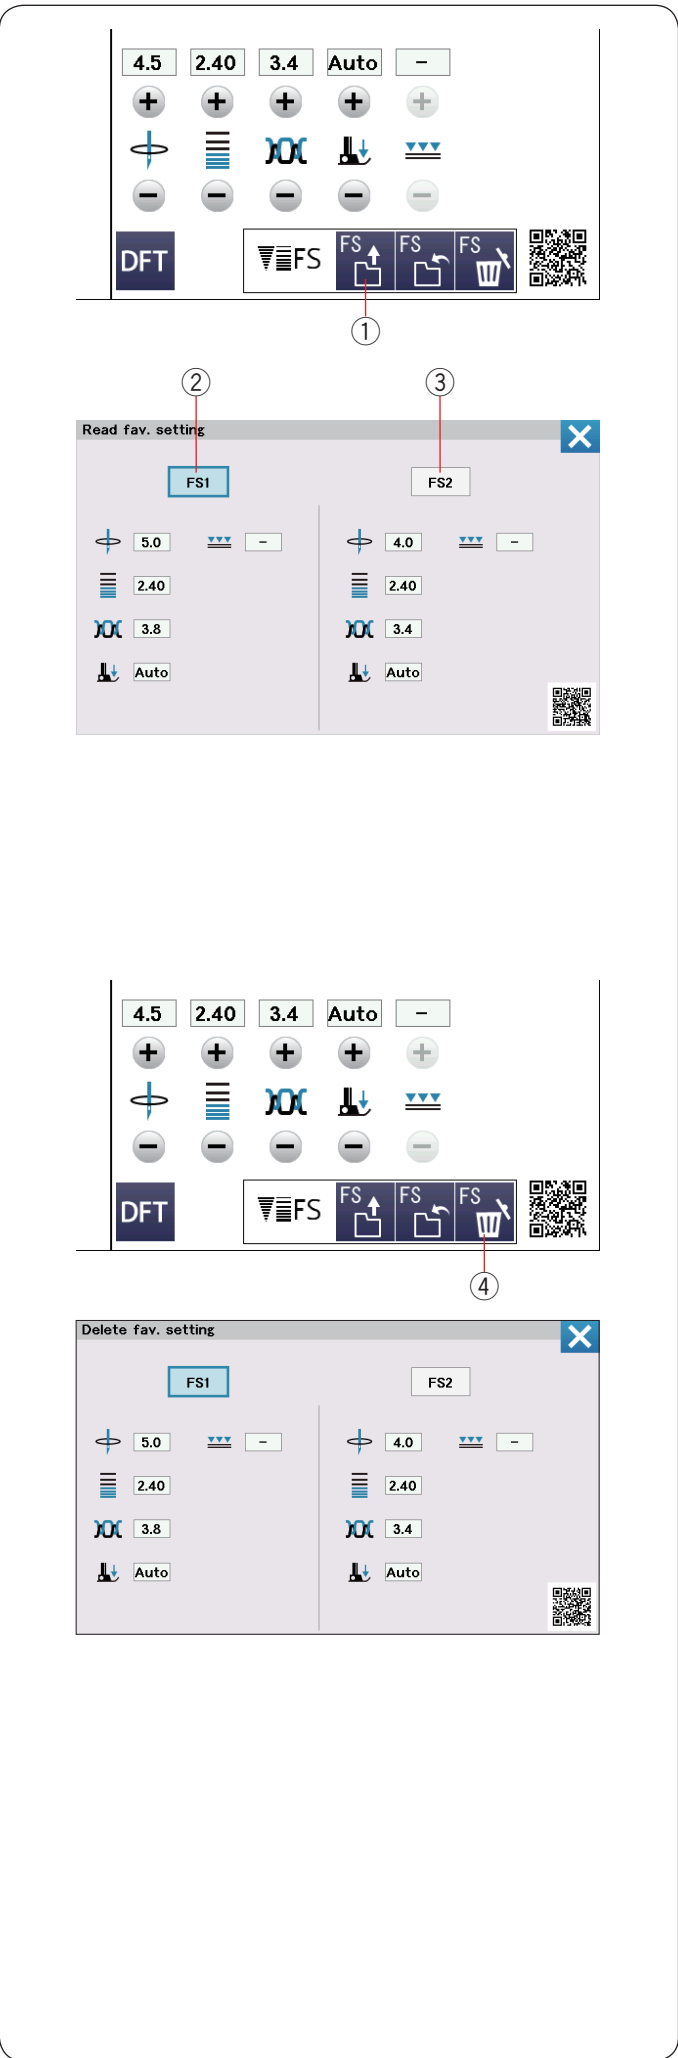 4.5 2.40 3.4 Auto –
DFT FS FS FS FS
①
② ③
Read fav. setting
FS1 FS2
5.0 – 4.0 –
2.40 2.40
3.8 3.4
Auto Auto
4.5 2.40 3.4 Auto –
DFT FS FS FS FS
④
Delete fav. setting
FS1 FS2
5.0 – 4.0 –
2.40 2.40
3.8 3.4
Auto Auto